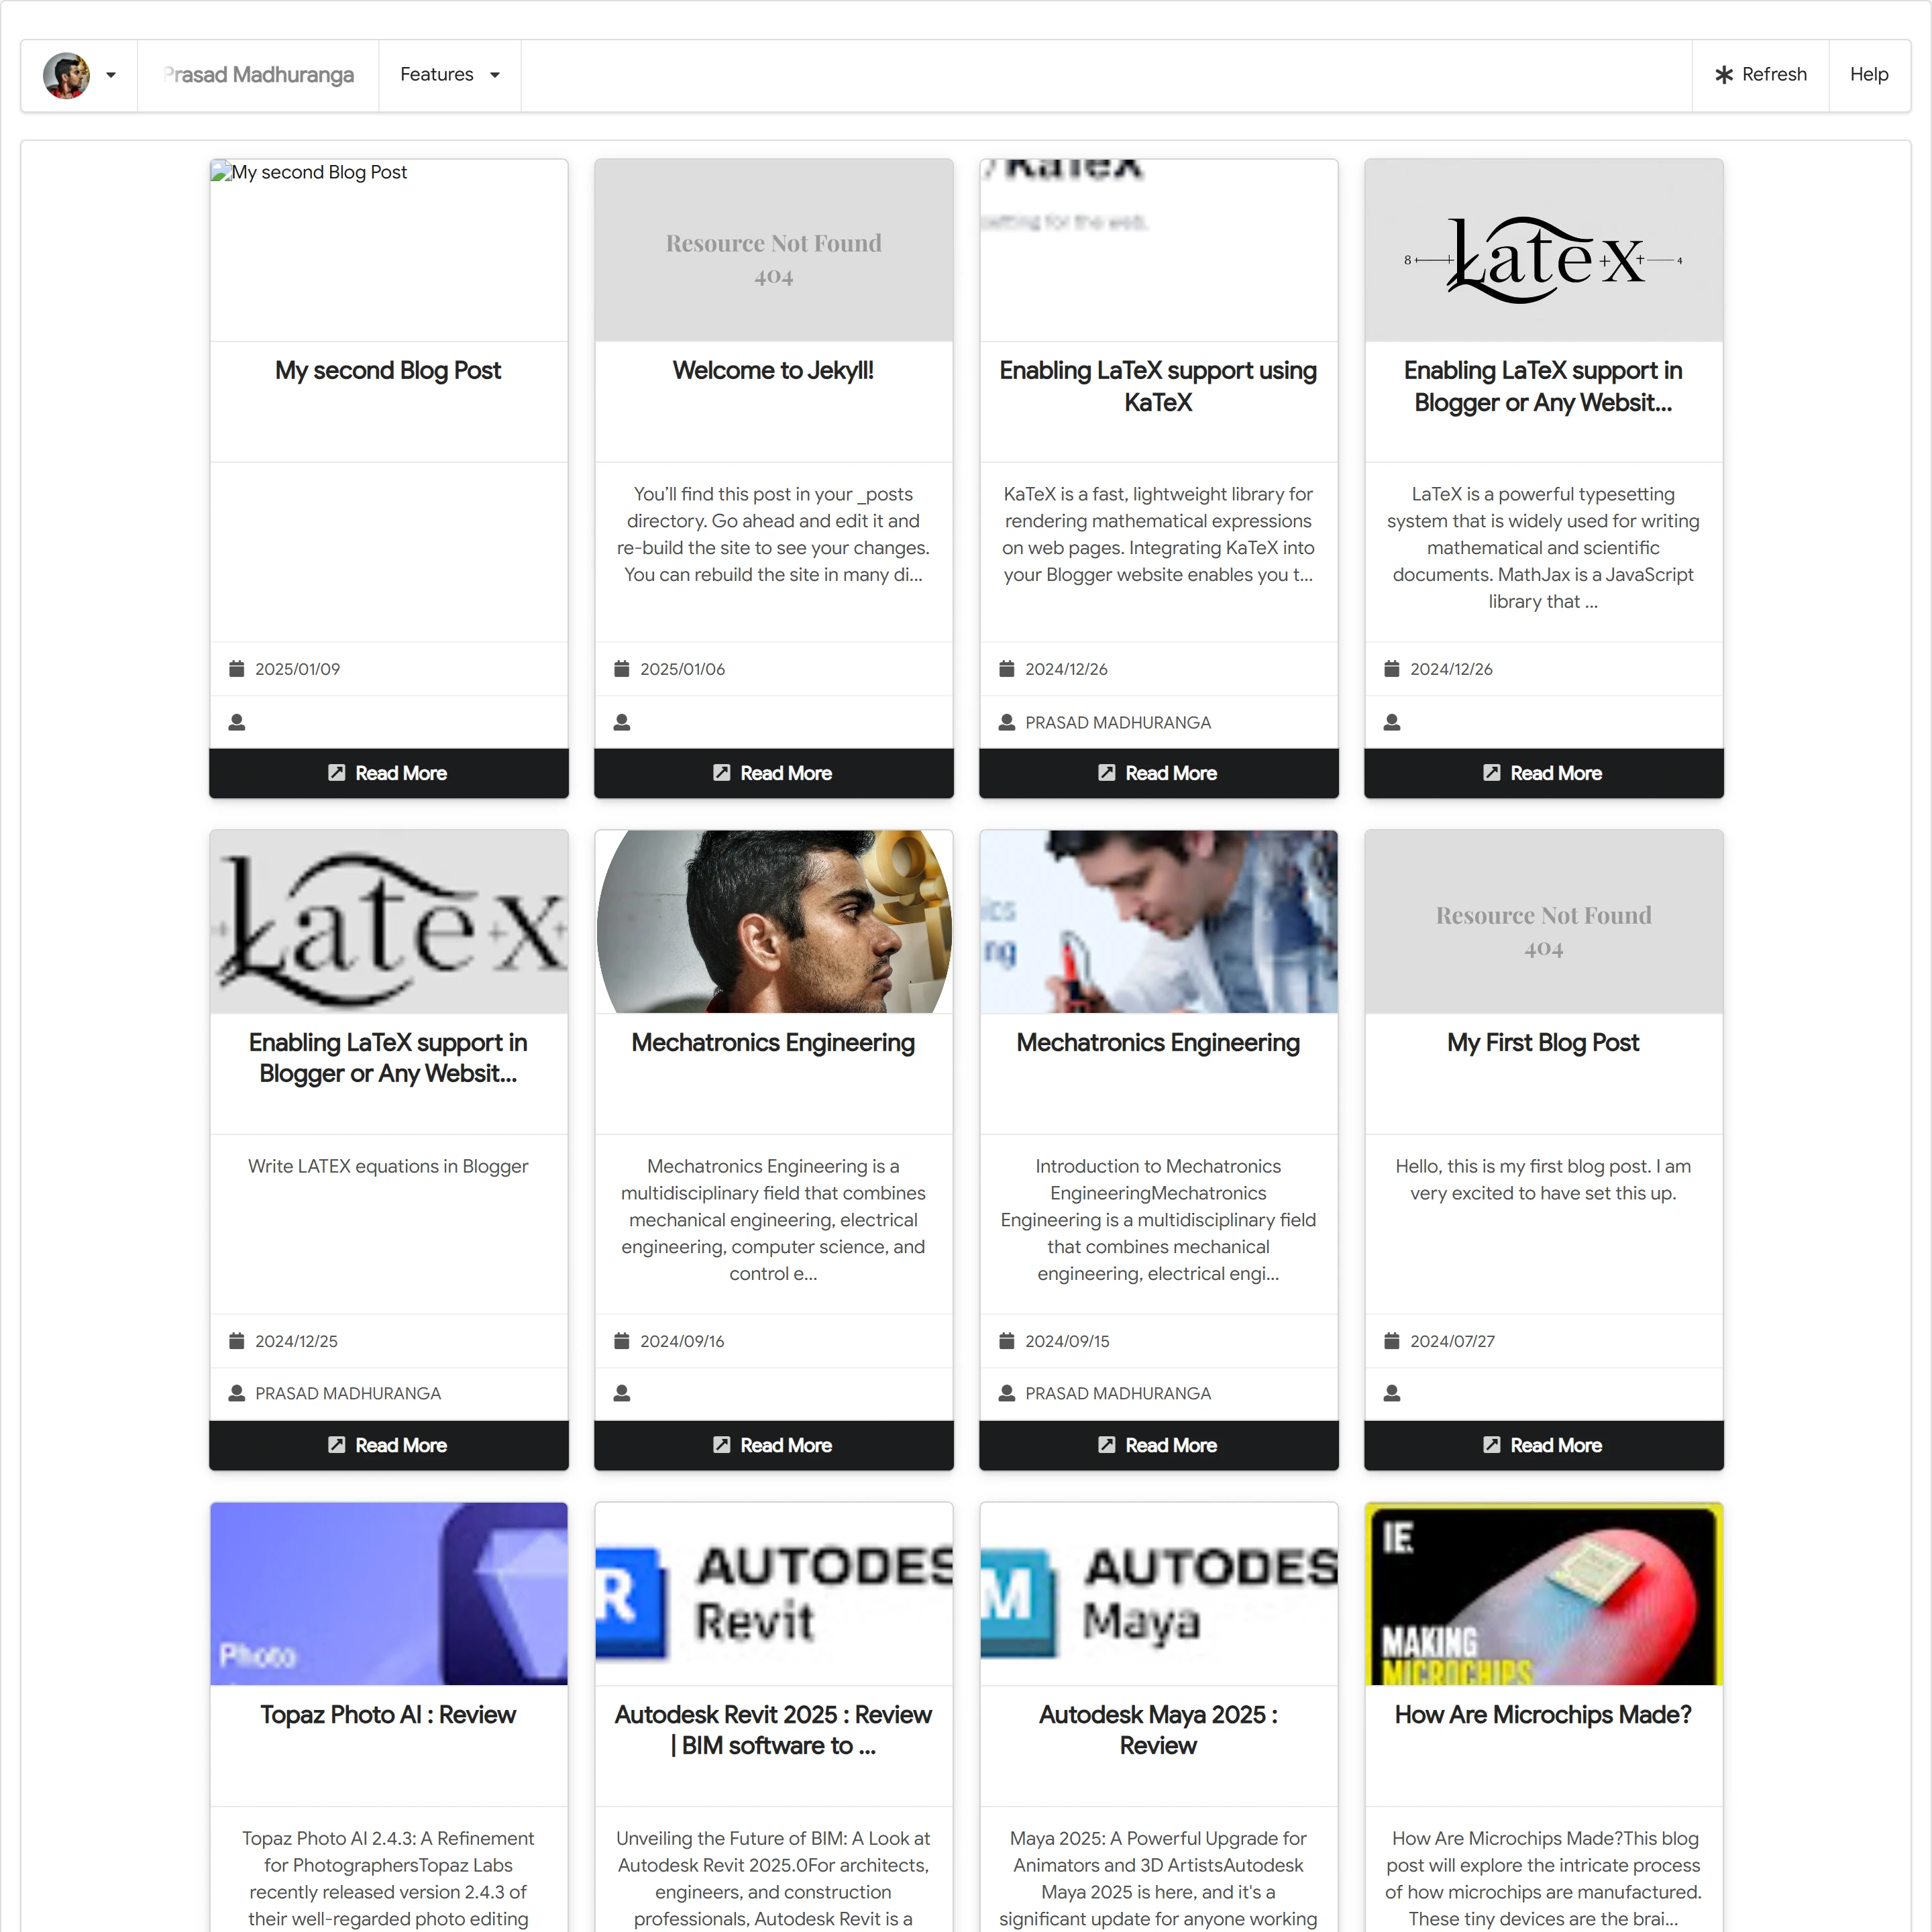 Prasad Madhuranga
Features
Refresh
Help
My second Blog Post
My second Blog Post
2025/01/09
Read More
Resource Not Found
404
Welcome to Jekyll!
You'll find this post in your _posts
directory. Go ahead and edit it and
re-build the site to see your changes.
You can rebuild the site in many di...
2025/01/06
Read More
/ KaTeX
setting for the web.
Enabling LaTeX support using
KaTeX
KaTeX is a fast, lightweight library for
rendering mathematical expressions
on web pages. Integrating KaTeX into
your Blogger website enables you t...
2024/12/26
PRASAD MADHURANGA
Read More
8 Latex 4
Enabling LaTeX support in
Blogger or Any Websit...
LaTeX is a powerful typesetting
system that is widely used for writing
mathematical and scientific
documents. MathJax is a JavaScript
library that ...
2024/12/26
Read More
Latex
Enabling LaTeX support in
Blogger or Any Websit...
Write LATEX equations in Blogger
2024/12/25
PRASAD MADHURANGA
Read More
Mechatronics Engineering
Mechatronics Engineering is a
multidisciplinary field that combines
mechanical engineering, electrical
engineering, computer science, and
control e...
2024/09/16
Read More
ics
ng
Mechatronics Engineering
Introduction to Mechatronics
EngineeringMechatronics
Engineering is a multidisciplinary field
that combines mechanical
engineering, electrical engi...
2024/09/15
PRASAD MADHURANGA
Read More
Resource Not Found
404
My First Blog Post
Hello, this is my first blog post. I am
very excited to have set this up.
2024/07/27
Read More
Photo
Topaz Photo AI : Review
Topaz Photo AI 2.4.3: A Refinement
for PhotographersTopaz Labs
recently released version 2.4.3 of
their well-regarded photo editing
R
AUTODES
Revit
Autodesk Revit 2025 : Review
| BIM software to ...
Unveiling the Future of BIM: A Look at
Autodesk Revit 2025.0For architects,
engineers, and construction
professionals, Autodesk Revit is a
M
AUTODES
Maya
Autodesk Maya 2025 :
Review
Maya 2025: A Powerful Upgrade for
Animators and 3D ArtistsAutodesk
Maya 2025 is here, and it's a
significant update for anyone working
IE.
MAKING
MICROCHIPS
How Are Microchips Made?
How Are Microchips Made?This blog
post will explore the intricate process
of how microchips are manufactured.
These tiny devices are the brai...